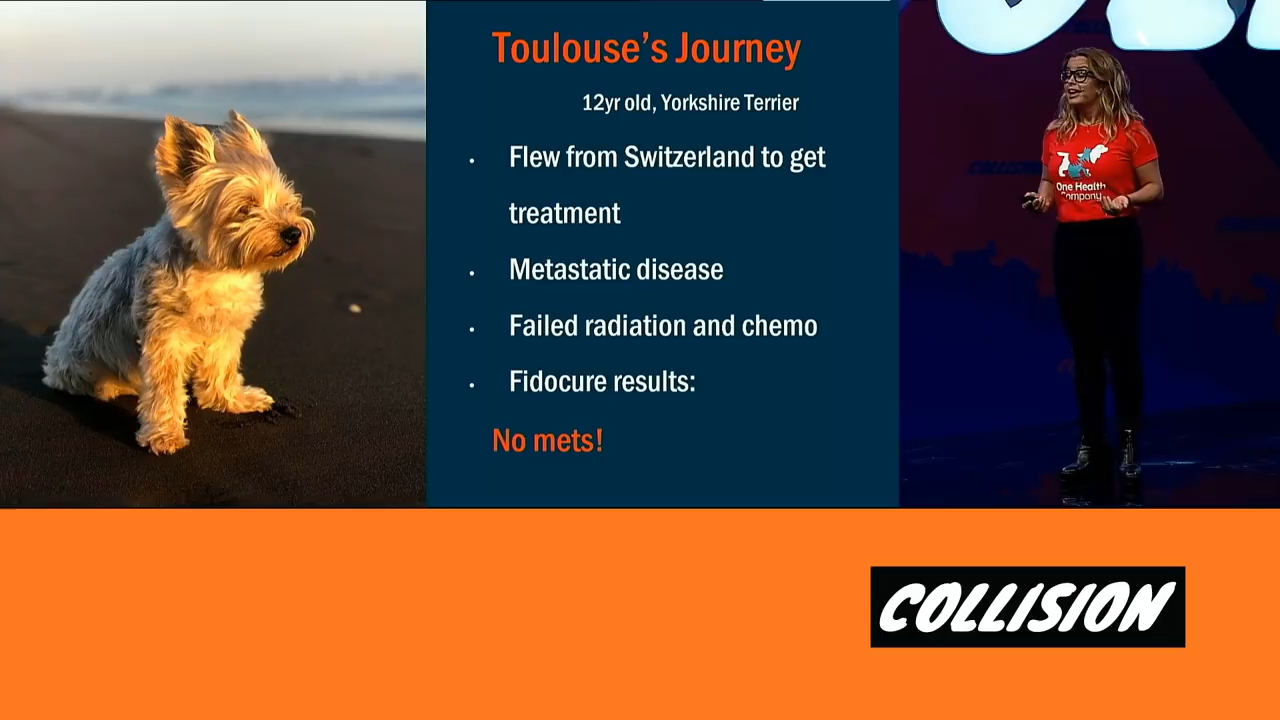 Toulouse's Journey
12yr old, Yorkshire Terrier
· Flew from Switzerland to get
treatment
· Metastatic disease
· Failed radiation and chemo
· Fidocure results:
No mets!
One Health
Company
COLLISION